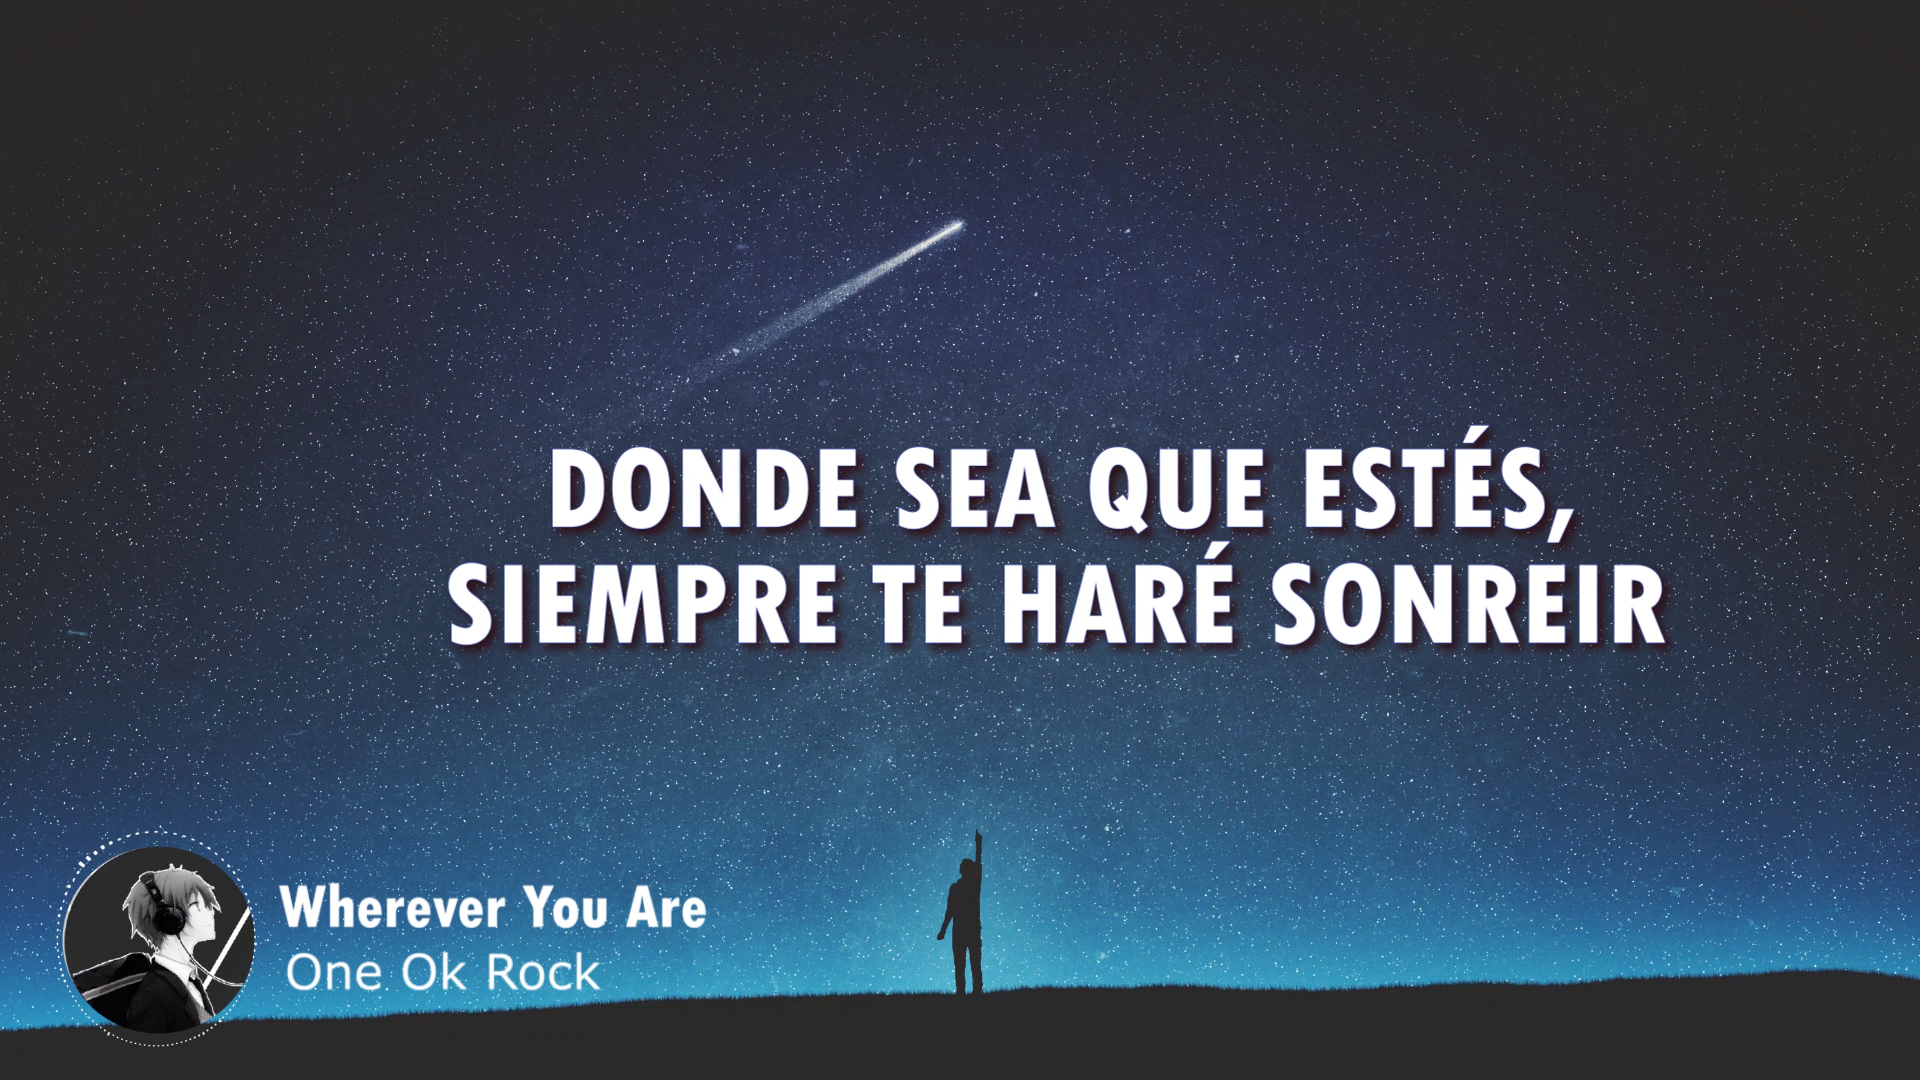 DONDE SEA QUE ESTÉS,
SIEMPRE TE HARÉ SONREIR
Wherever You Are
One Ok Rock